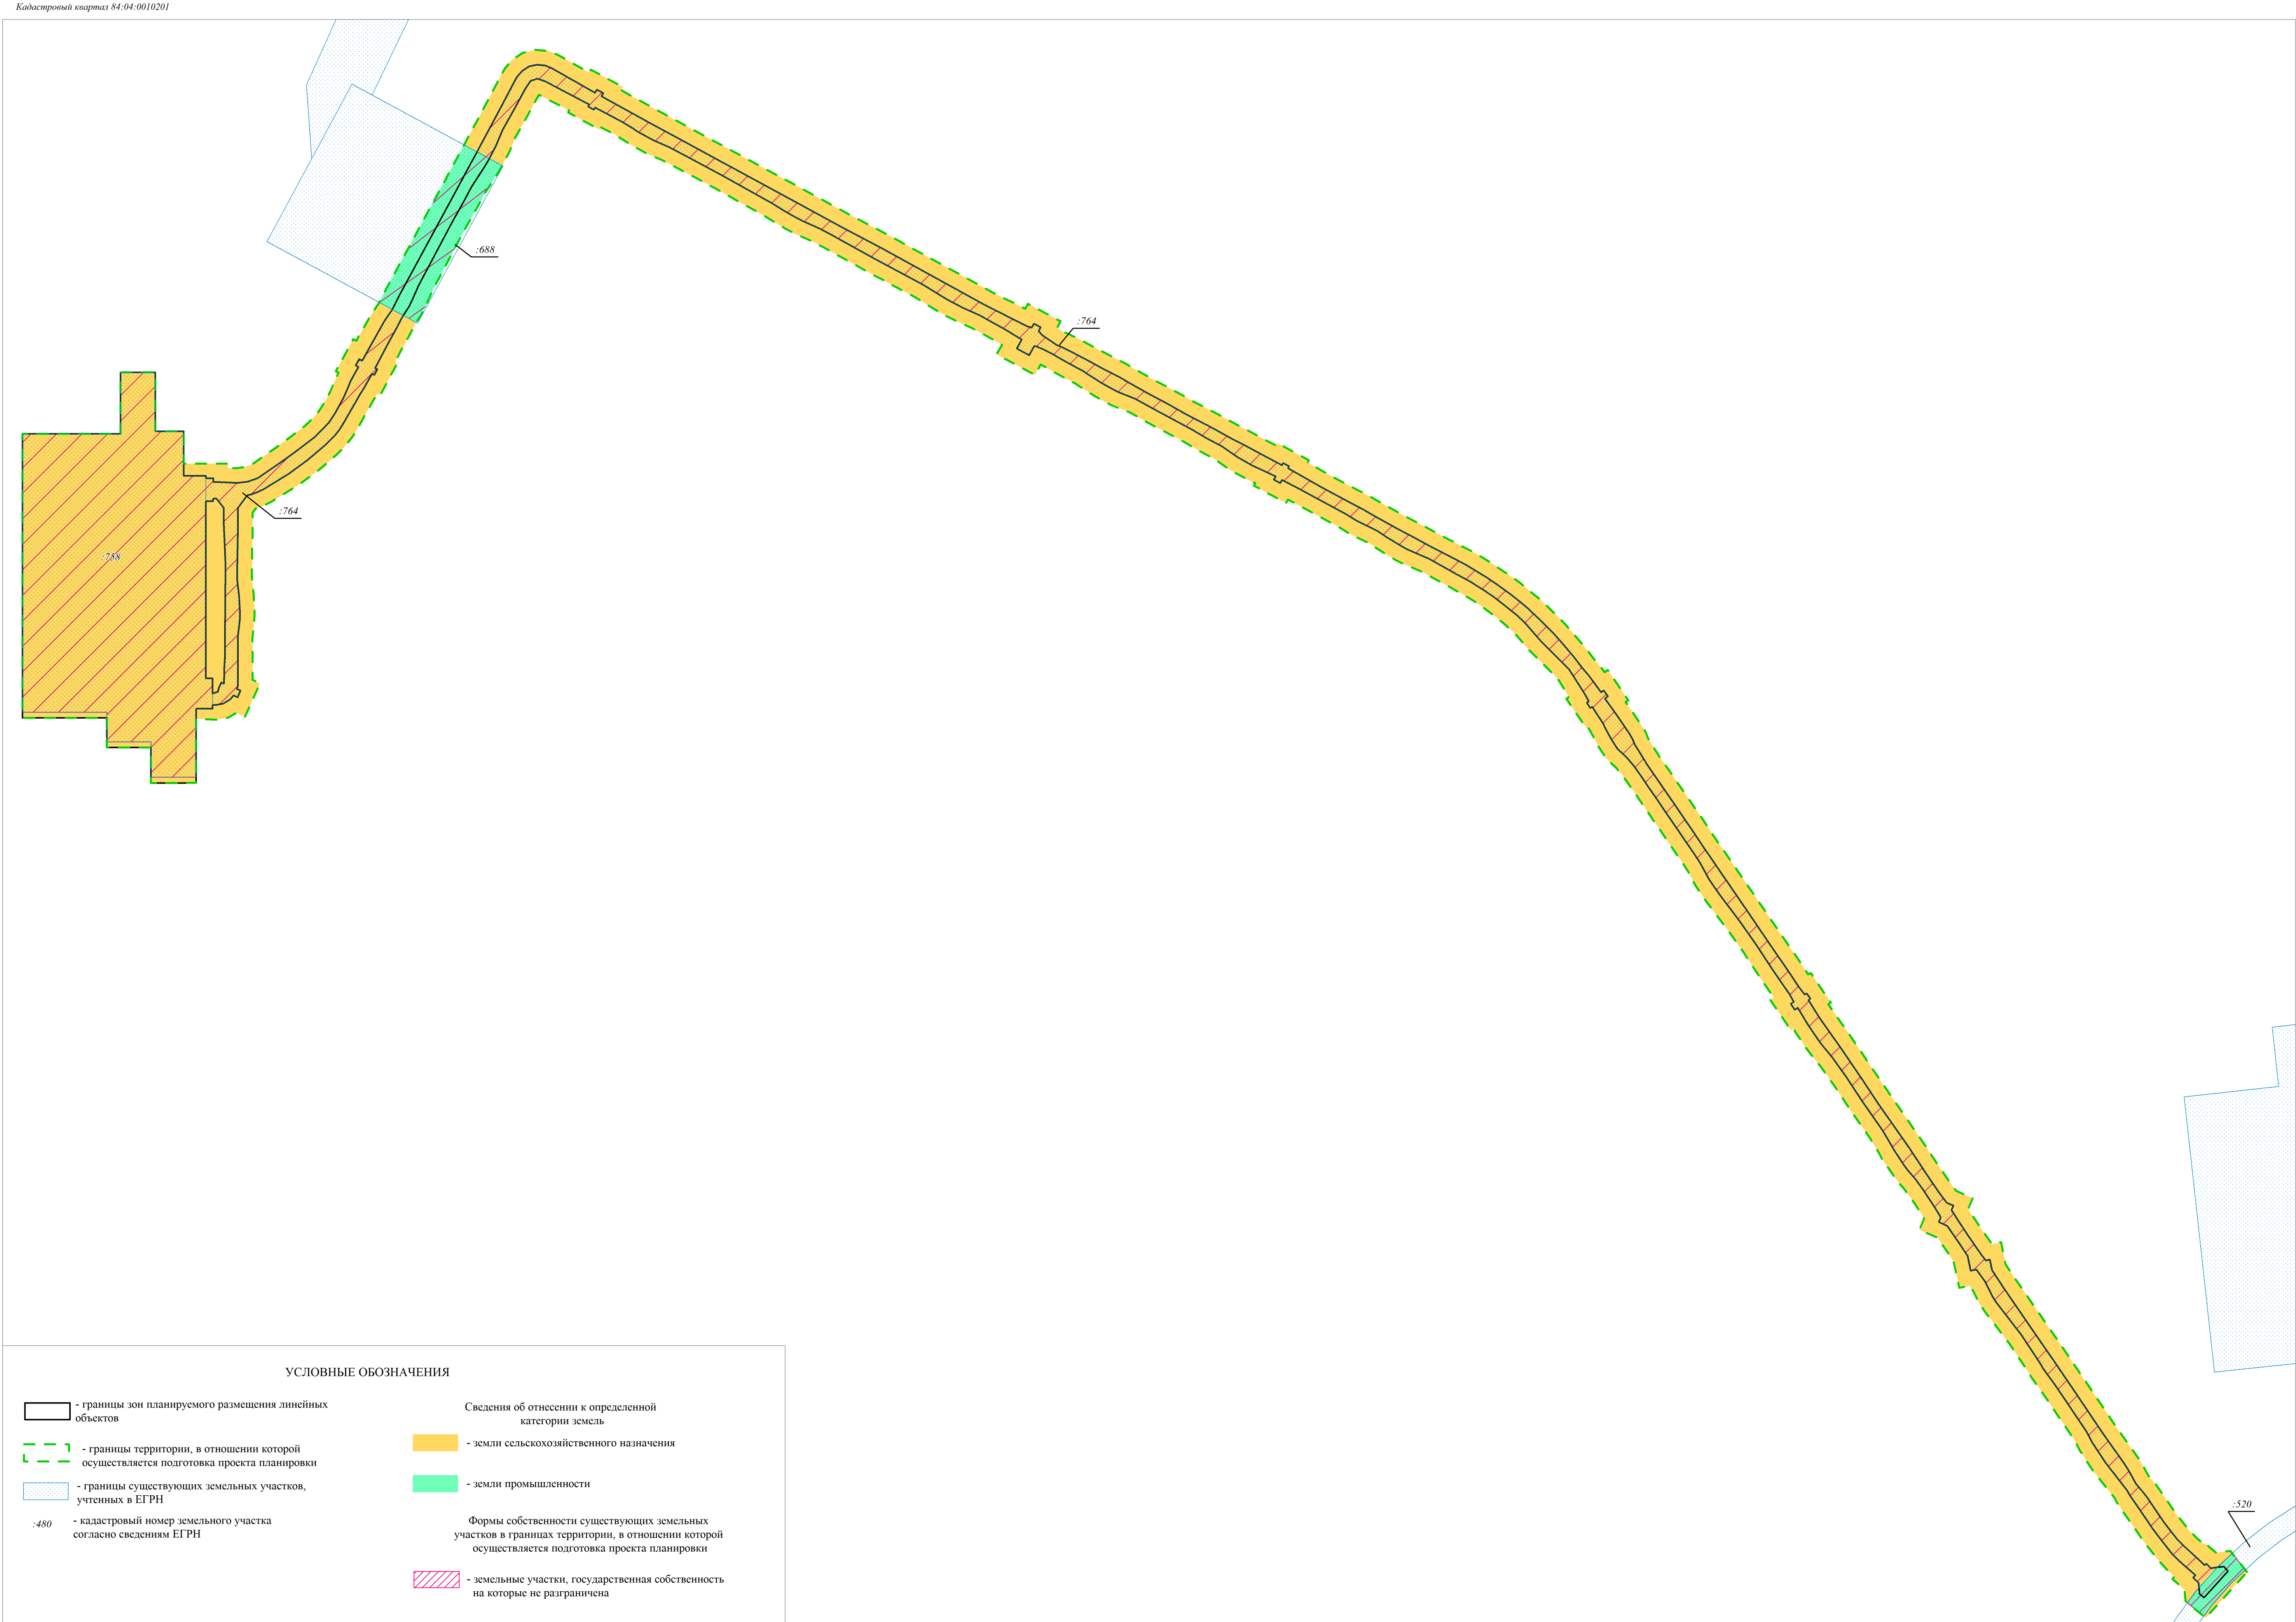 Кадастровый квартал 84:04:0010201
:688
:764
:764
:758
:520
УСЛОВНЫЕ ОБОЗНАЧЕНИЯ
- границы зон планируемого размещения линейных
объектов
- границы территории, в отношении которой
осуществляется подготовка проекта планировки
- границы существующих земельных участков,
учтенных в ЕГРН
:480
- кадастровый номер земельного участка
согласно сведениям ЕГРН
Сведения об отнесении к определенной
категории земель
- земли сельскохозяйственного назначения
- земли промышленности
Формы собственности существующих земельных
участков в границах территории, в отношении которой
осуществляется подготовка проекта планировки
- земельные участки, государственная собственность
на которые не разграничена